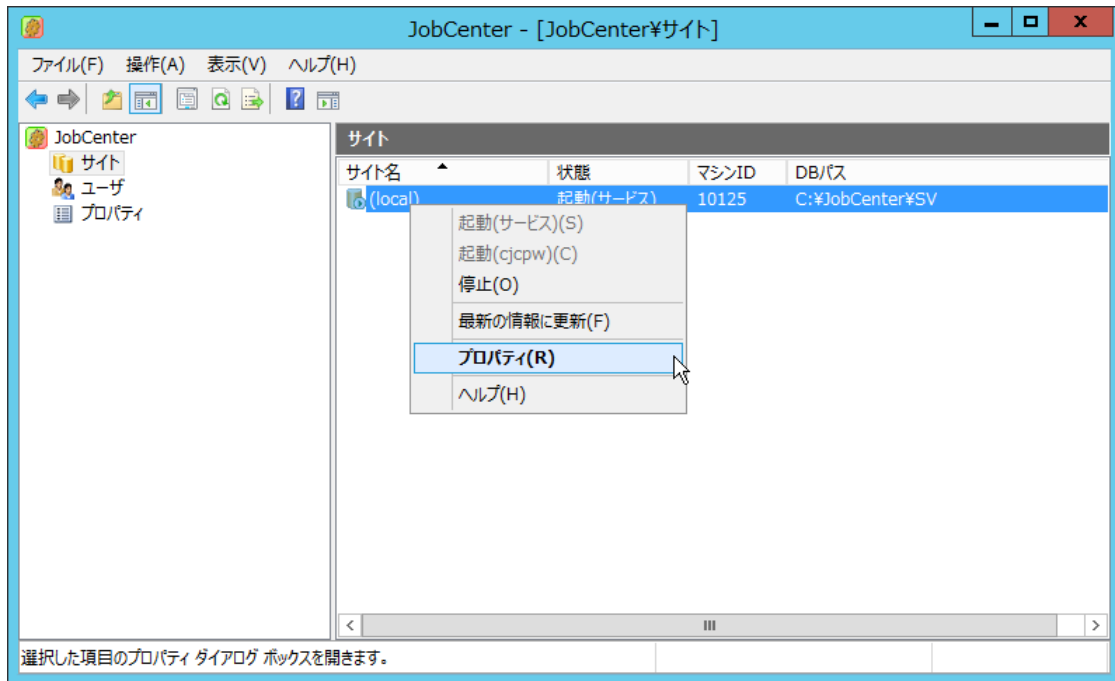 JobCenter - [JobCenter¥サイト]
ファイル(F) 操作(A) 表示(V) ヘルプ(H)
JobCenter
サイト
ユーザ
プロパティ
サイト
サイト名 状態 マシンID DBパス
(local) 起動(サービス) 10125 C:¥JobCenter¥SV
起動(サービス)(S)
起動(cjcpw)(C)
停止(O)
最新の情報に更新(F)
プロパティ(R)
ヘルプ(H)
選択した項目のプロパティ ダイアログ ボックスを開きます。